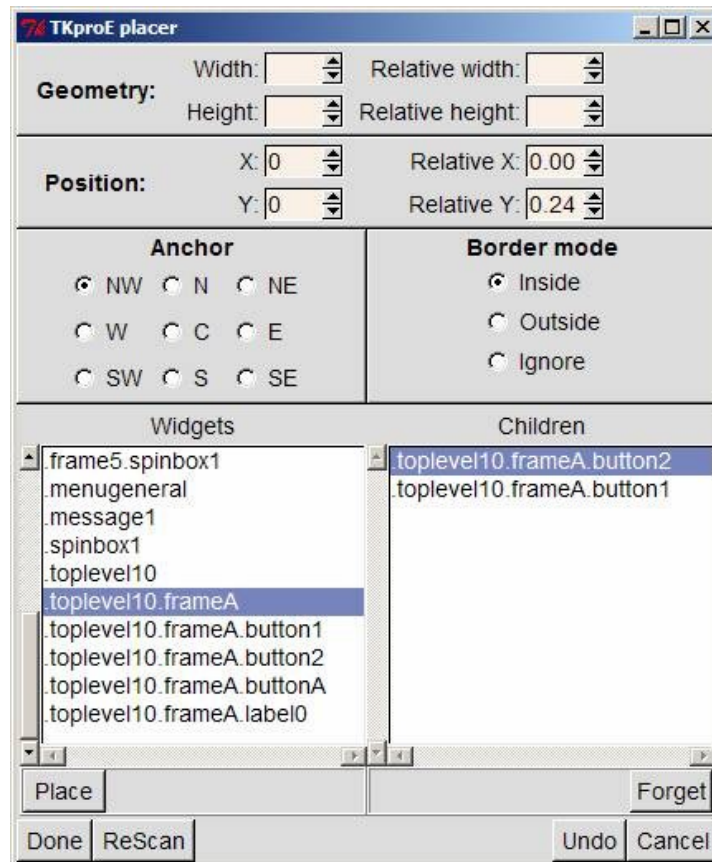 TKproE placer
Geometry: Width: Relative width:
Height: Relative height:
Position: X: 0 Relative X: 0.00
Y: 0 Relative Y: 0.24
Anchor Border mode
NW N NE Inside
W C E Outside
SW S SE Ignore
Widgets Children
.frame5.spinbox1 .toplevel10.frameA.button2
.menugeneral .toplevel10.frameA.button1
.message1
.spinbox1
.toplevel10
.toplevel10.frameA
.toplevel10.frameA.button1
.toplevel10.frameA.button2
.toplevel10.frameA.buttonA
.toplevel10.frameA.label0
Place Forget
Done ReScan Undo Cancel